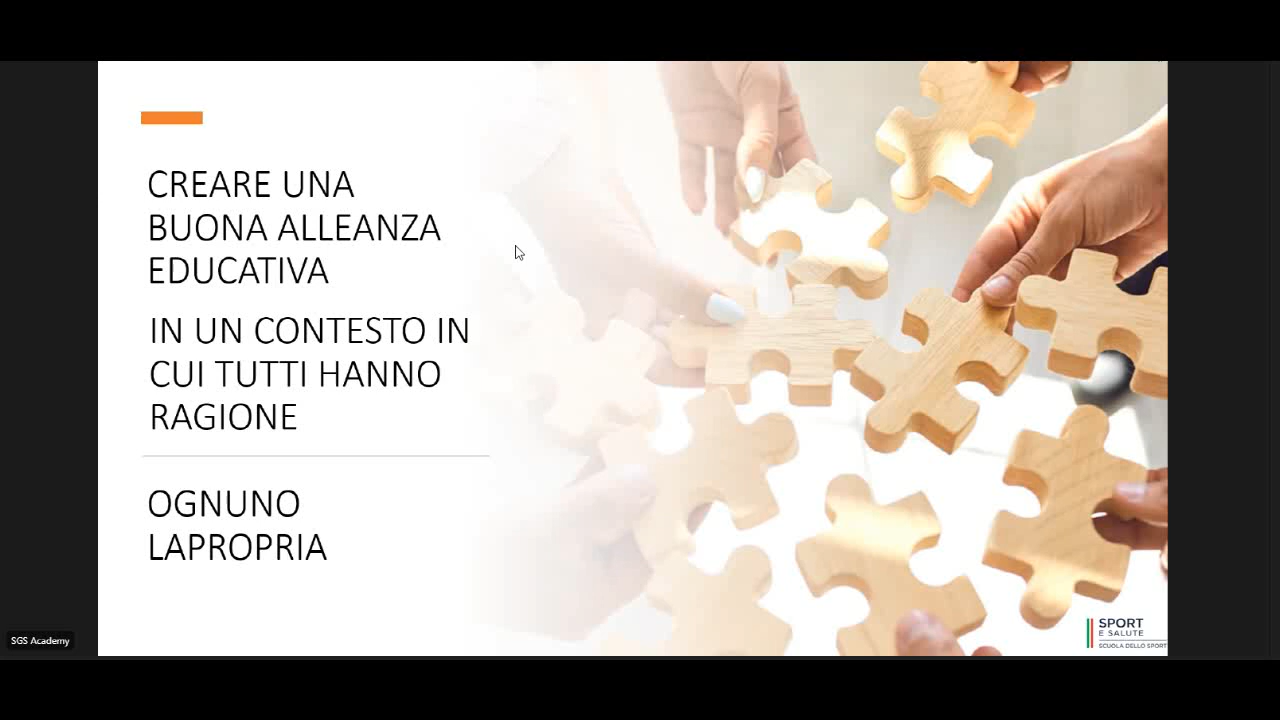 CREARE UNA
BUONA ALLEANZA
EDUCATIVA
IN UN CONTESTO IN
CUI TUTTI HANNO
RAGIONE
OGNUNO
LAPROPRIA
SGS Academy
SPORT
E SALUTE
SCUOLA DELLO SPORT